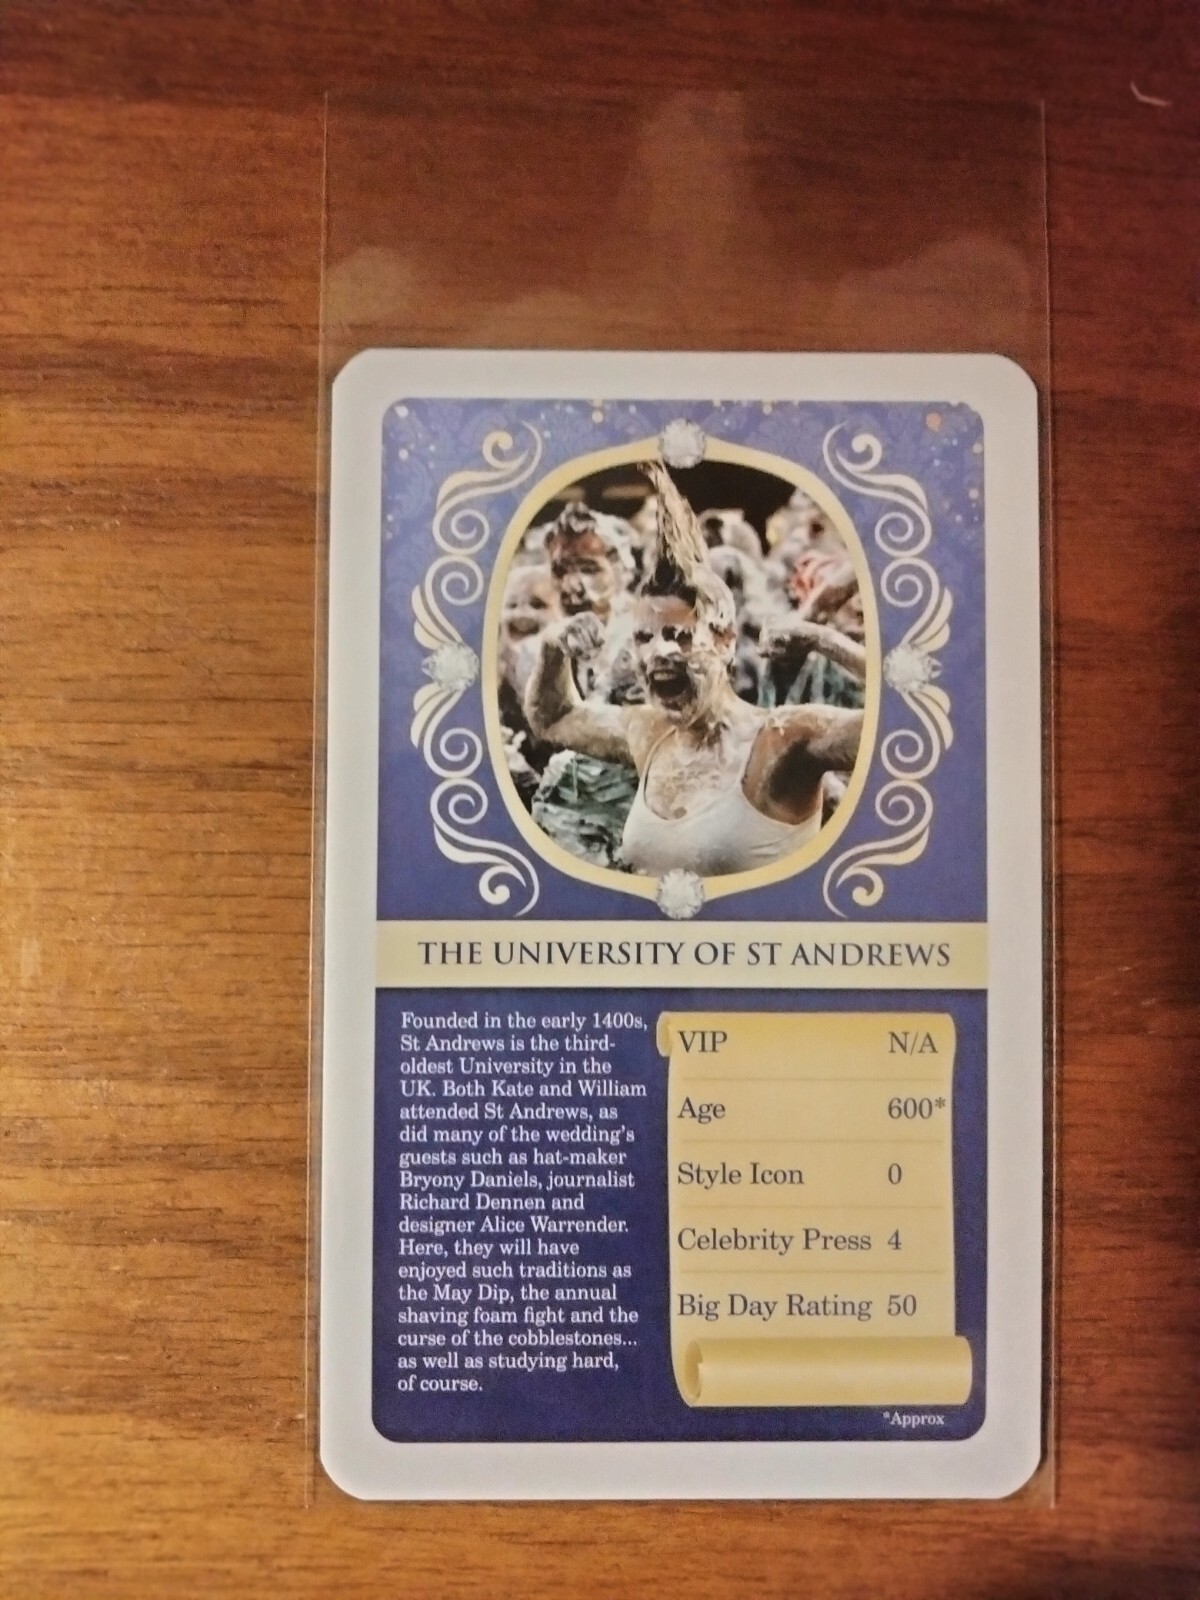 THE UNIVERSITY OF ST ANDREWS
Founded in the early 1400s,
St Andrews is the third-
oldest University in the
UK. Both Kate and William
attended St Andrews, as
did many of the wedding's
guests such as hat-maker
Bryony Daniels, journalist
Richard Dennen and
designer Alice Warrender.
Here, they will have
enjoyed such traditions as
the May Dip, the annual
shaving foam fight and the
curse of the cobblestones...
as well as studying hard,
of course.
VIP N/A
Age 600*
Style Icon 0
Celebrity Press 4
Big Day Rating 50
*Approx